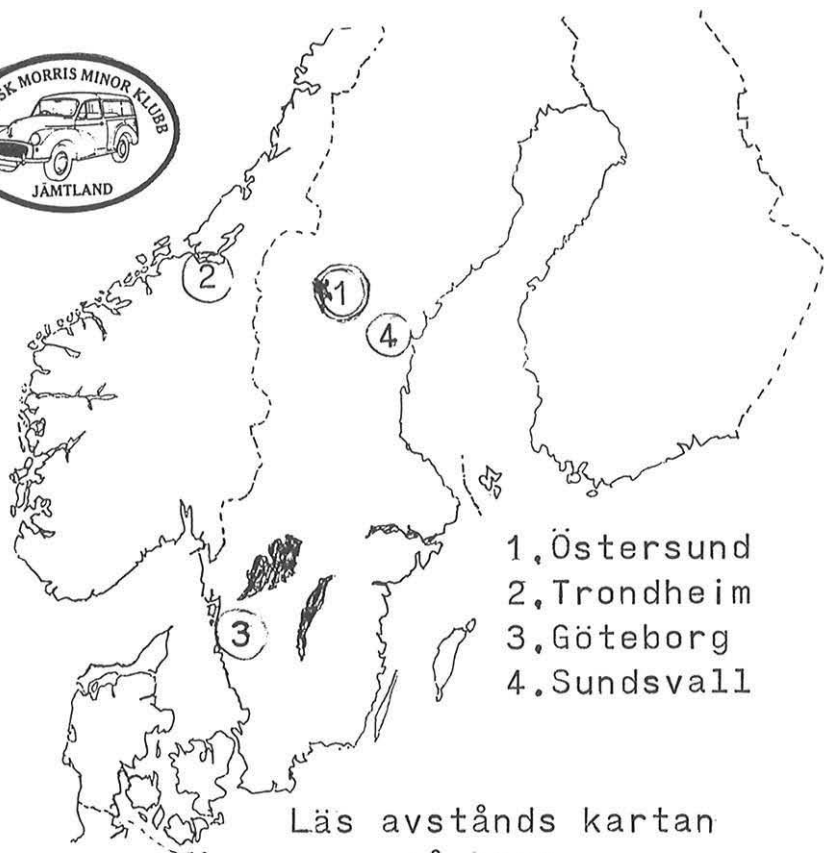 SK MORRIS MINOR KLUBB
JÄMTLAND
2
1
4
3
1. Östersund
2. Trondheim
3. Göteborg
4. Sundsvall
Läs avstånds kartan